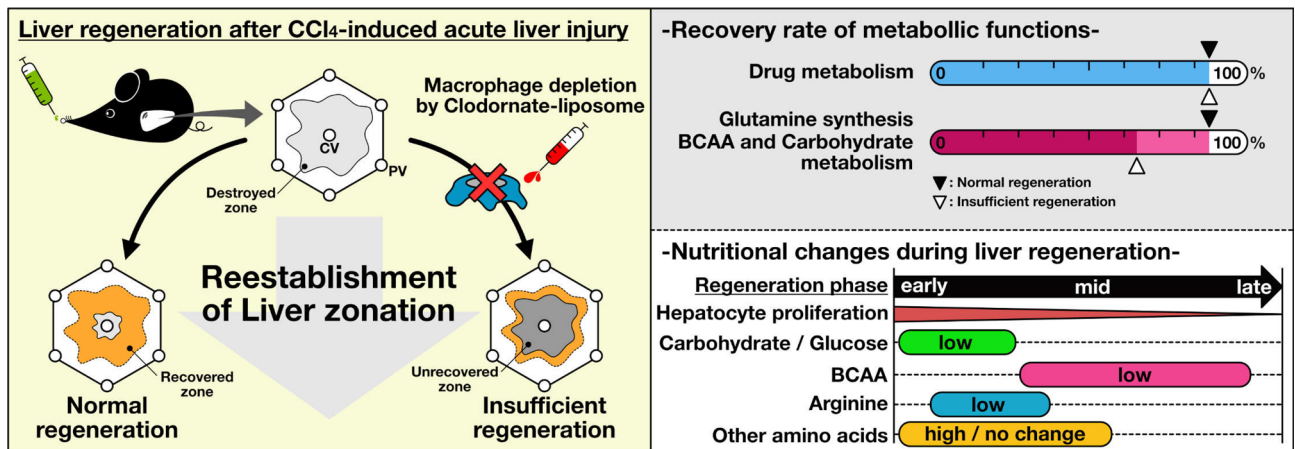 Liver regeneration after CCl4-induced acute liver injury
Macrophage depletion
by Clodornate-liposome
CV
PV
Destroyed
zone
Reestablishment
of Liver zonation
Recovered
zone
Unrecovered
zone
Normal
regeneration
Insufficient
regeneration
-Recovery rate of metabollic functions-
Drug metabolism
0
100 %
Glutamine synthesis
BCAA and Carbohydrate
metabolism
0
100 %
▼: Normal regeneration
▽: Insufficient regeneration
-Nutritional changes during liver regeneration-
Regeneration phase
early mid late
Hepatocyte proliferation
Carbohydrate / Glucose
low
BCAA
low
Arginine
low
Other amino acids
high / no change